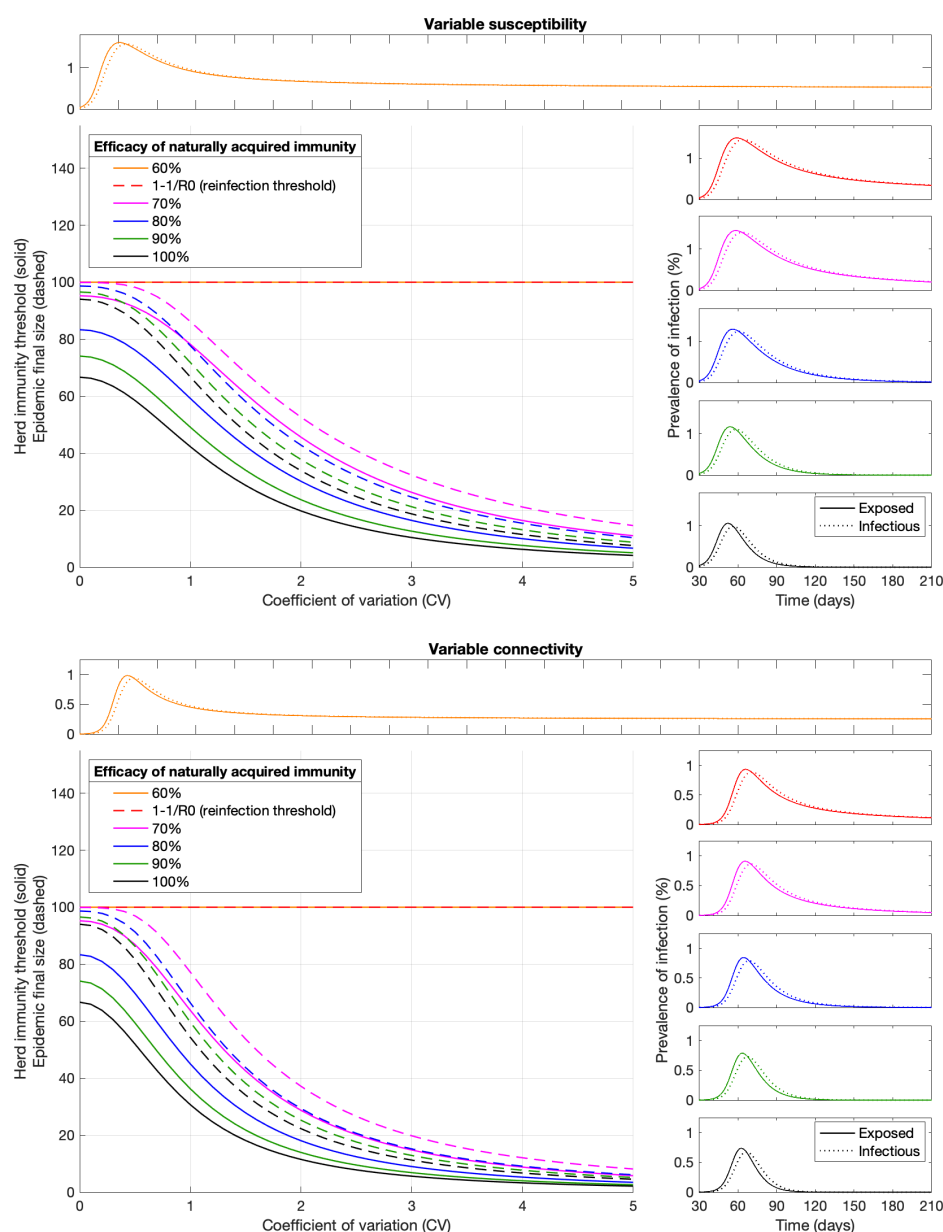 Variable susceptibility
1
0
Efficacy of naturally acquired immunity
60%
1-1/R0 (reinfection threshold)
70%
80%
90%
100%
Herd immunity threshold (solid)
Epidemic final size (dashed)
140
120
100
80
60
40
20
0
0 1 2 3 4 5
Coefficient of variation (CV)
Prevalence of infection (%)
1
0
1
0
1
0
1
0
1
0
Exposed
Infectious
30 60 90 120 150 180 210
Time (days)
Variable connectivity
1
0.5
0
Efficacy of naturally acquired immunity
60%
1-1/R0 (reinfection threshold)
70%
80%
90%
100%
Herd immunity threshold (solid)
Epidemic final size (dashed)
140
120
100
80
60
40
20
0
0 1 2 3 4 5
Coefficient of variation (CV)
Prevalence of infection (%)
1
0.5
0
1
0.5
0
1
0.5
0
1
0.5
0
1
0.5
0
Exposed
Infectious
30 60 90 120 150 180 210
Time (days)